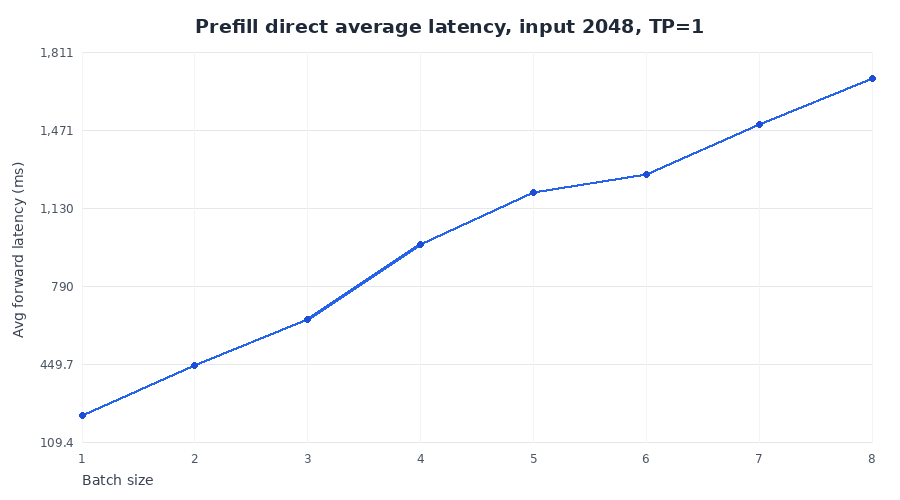 Prefill direct average latency, input 2048, TP=1
1,811
1,471
1,130
790
449.7
109.4
Avg forward latency (ms)
1 2 3 4 5 6 7 8
Batch size